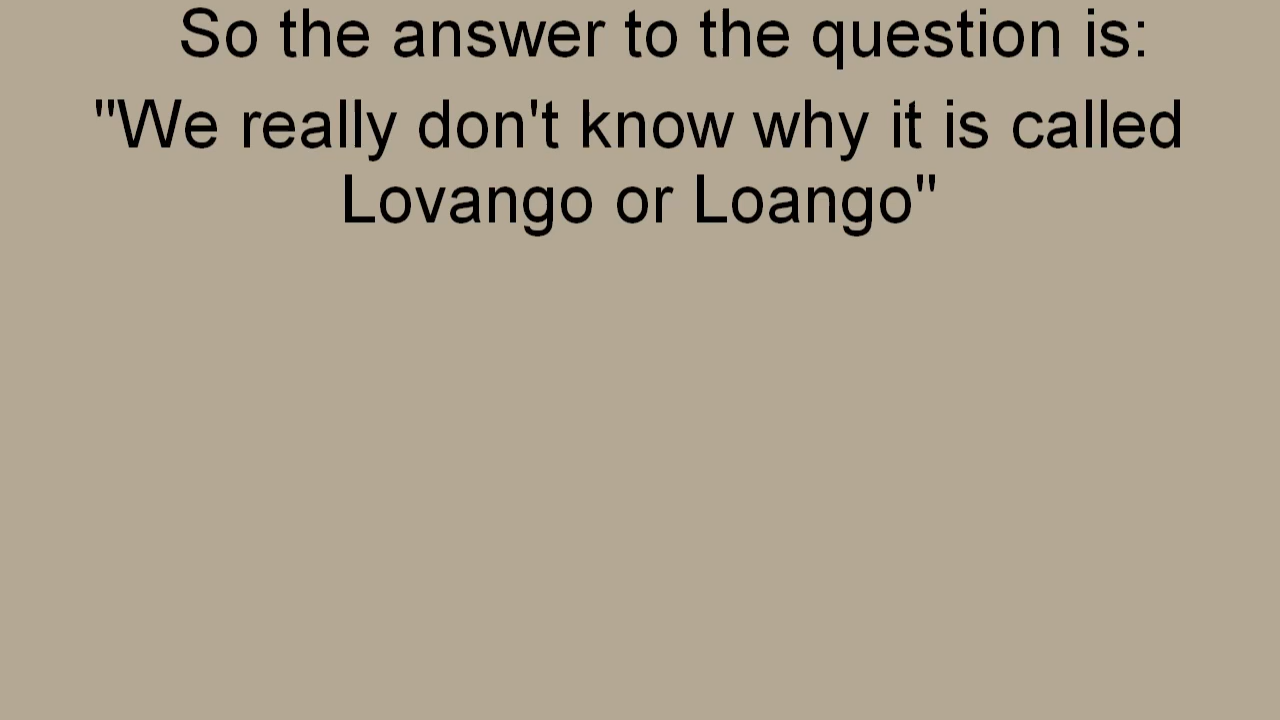 So the answer to the question is:
"We really don't know why it is called
Lovango or Loango"